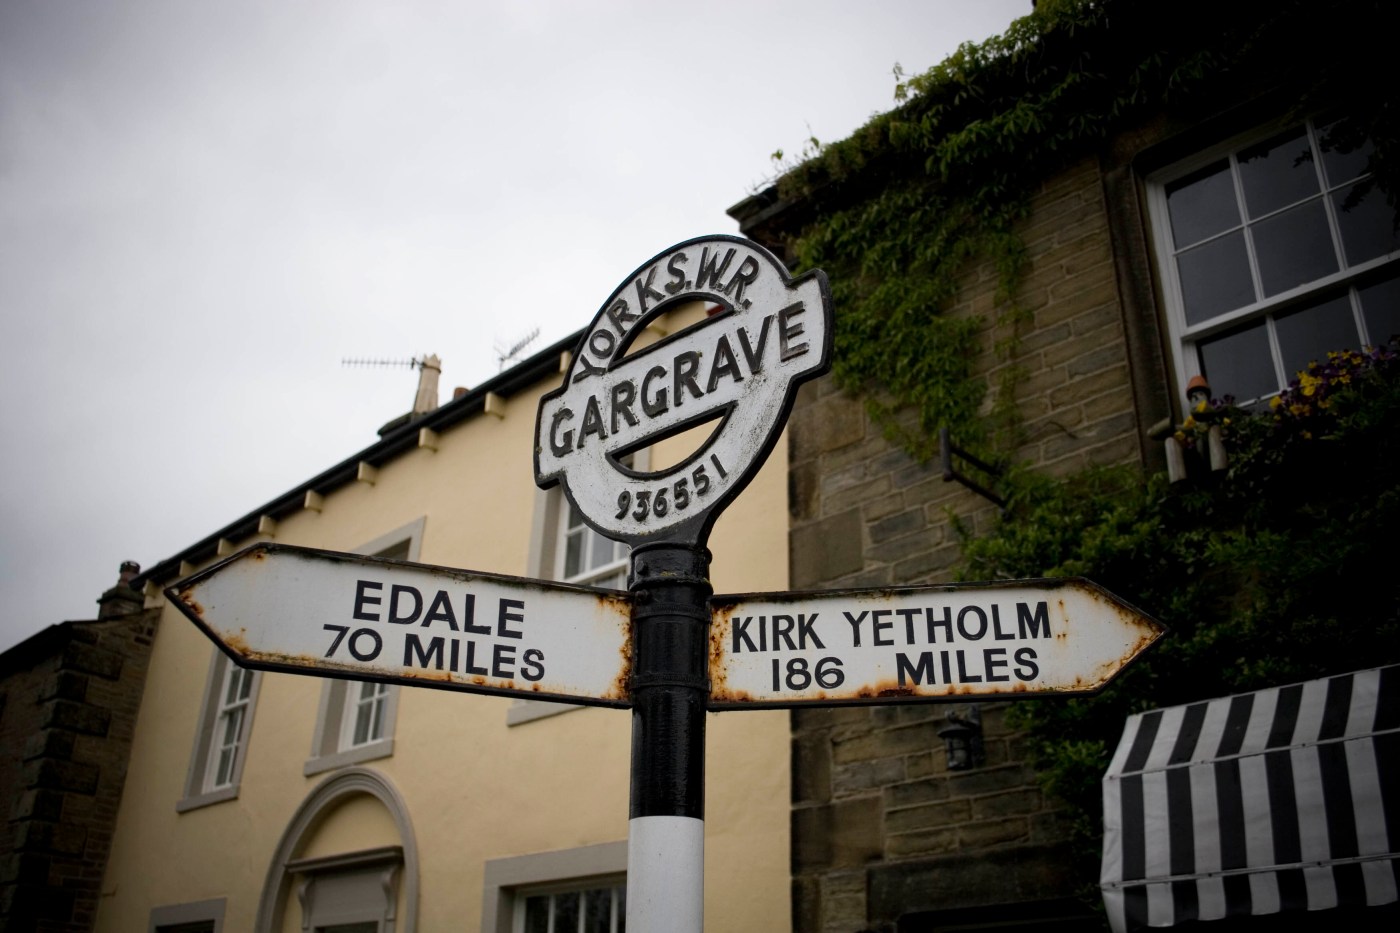 YORKS.W.R.
GARGRAVE
936551
EDALE
70 MILES
KIRK YETHOLM
186 MILES